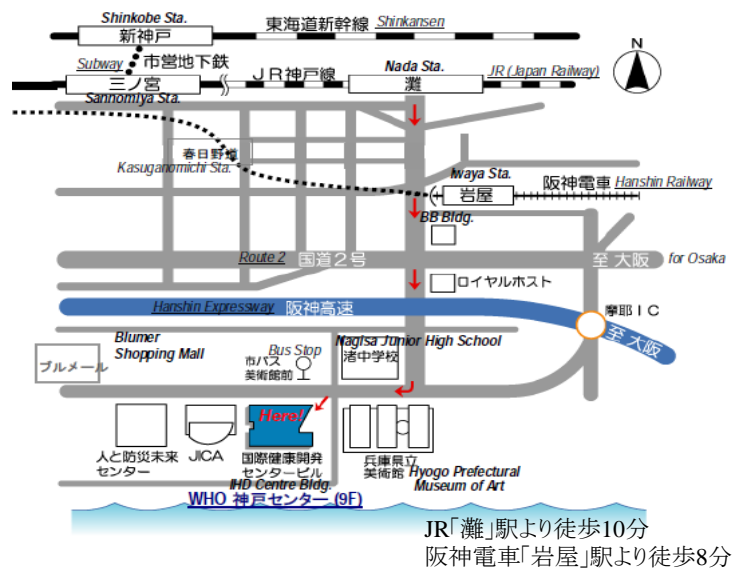 Shinkobe Sta.
新神戸
東海道新幹線 Shinkansen
N
Subway 市営地下鉄
JR神戸線
Nada Sta.
灘
JR (Japan Railway)
三ノ宮
Sannomiya Sta.
春日野道
Kasuganomichi Sta.
Iwaya Sta.
岩屋
阪神電車 Hanshin Railway
BB Bldg.
Route 2 国道2号
至 大阪 for Osaka
ロイヤルホスト
Hanshin Expressway 阪神高速
摩耶IC
至 大阪
Blumer
Shopping Mall
ブルメール
Bus Stop
市バス
美術館前
Nagisa Junior High School
渚中学校
Here!
人と防災未来
センター
JICA
国際健康開発
センタービル
IHD Centre Bldg.
WHO 神戸センター (9F)
兵庫県立
美術館
Hyogo Prefectural
Museum of Art
JR「灘」駅より徒歩10分
阪神電車「岩屋」駅より徒歩8分